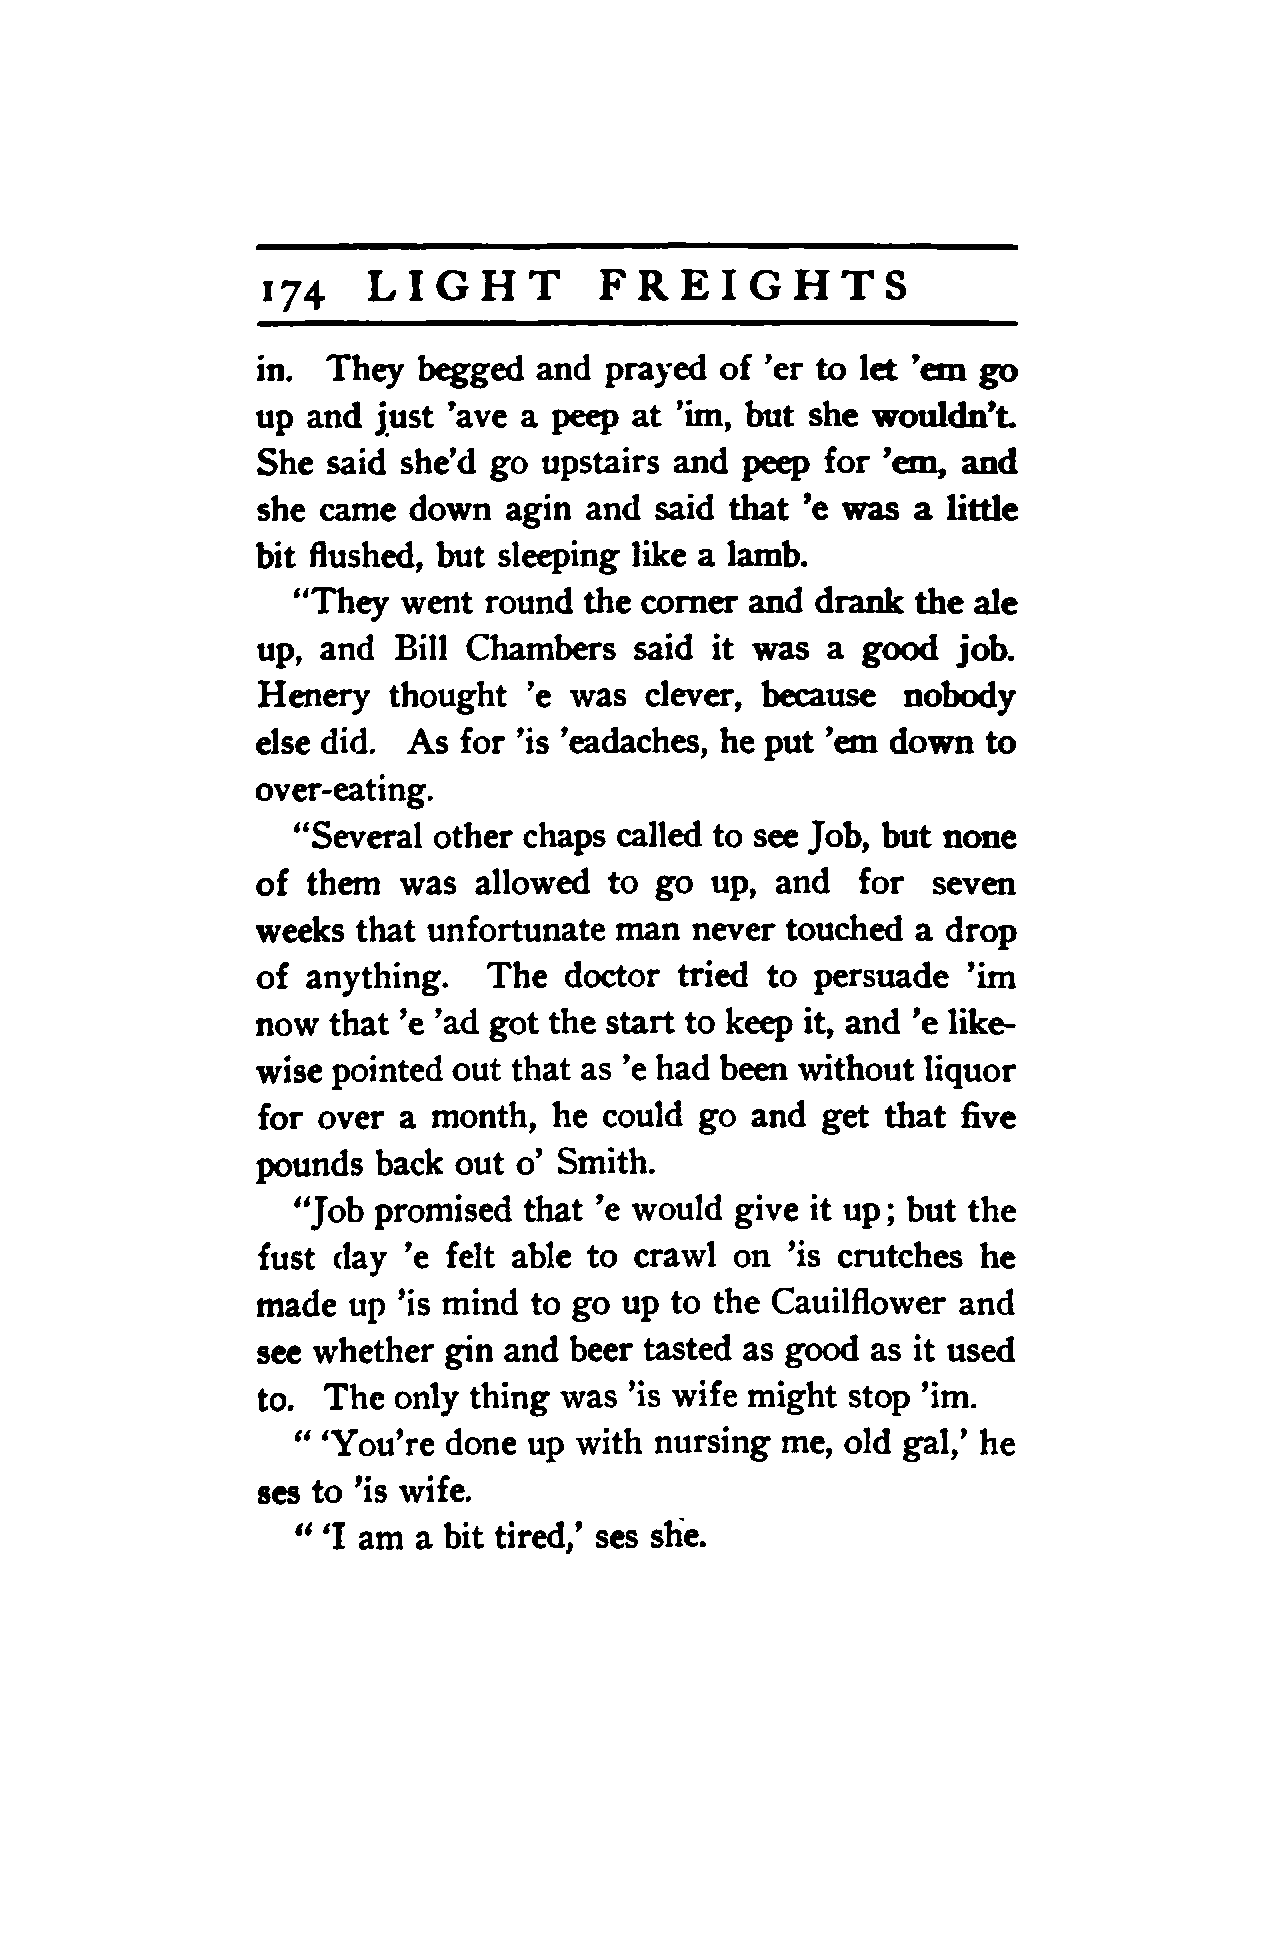 174 LIGHT FREIGHTS
in. They begged and prayed of ’er to let ’em go
up and just ’ave a peep at ’im, but she wouldn’t.
She said she’d go upstairs and peep for ’em, and
she came down agin and said that ’e was a little
bit flushed, but sleeping like a lamb.
“They went round the corner and drank the ale
up, and Bill Chambers said it was a good job.
Henery thought ’e was clever, because nobody
else did. As for ’is ’eadaches, he put ’em down to
over-eating.
“Several other chaps called to see Job, but none
of them was allowed to go up, and for seven
weeks that unfortunate man never touched a drop
of anything. The doctor tried to persuade ’im
now that ’e ’ad got the start to keep it, and ’e like-
wise pointed out that as ’e had been without liquor
for over a month, he could go and get that five
pounds back out o’ Smith.
“Job promised that ’e would give it up; but the
fust day ’e felt able to crawl on ’is crutches he
made up ’is mind to go up to the Cauilflower and
see whether gin and beer tasted as good as it used
to. The only thing was ’is wife might stop ’im.
“ ‘You’re done up with nursing me, old gal,’ he
ses to ’is wife.
“ ‘I am a bit tired,’ ses she.